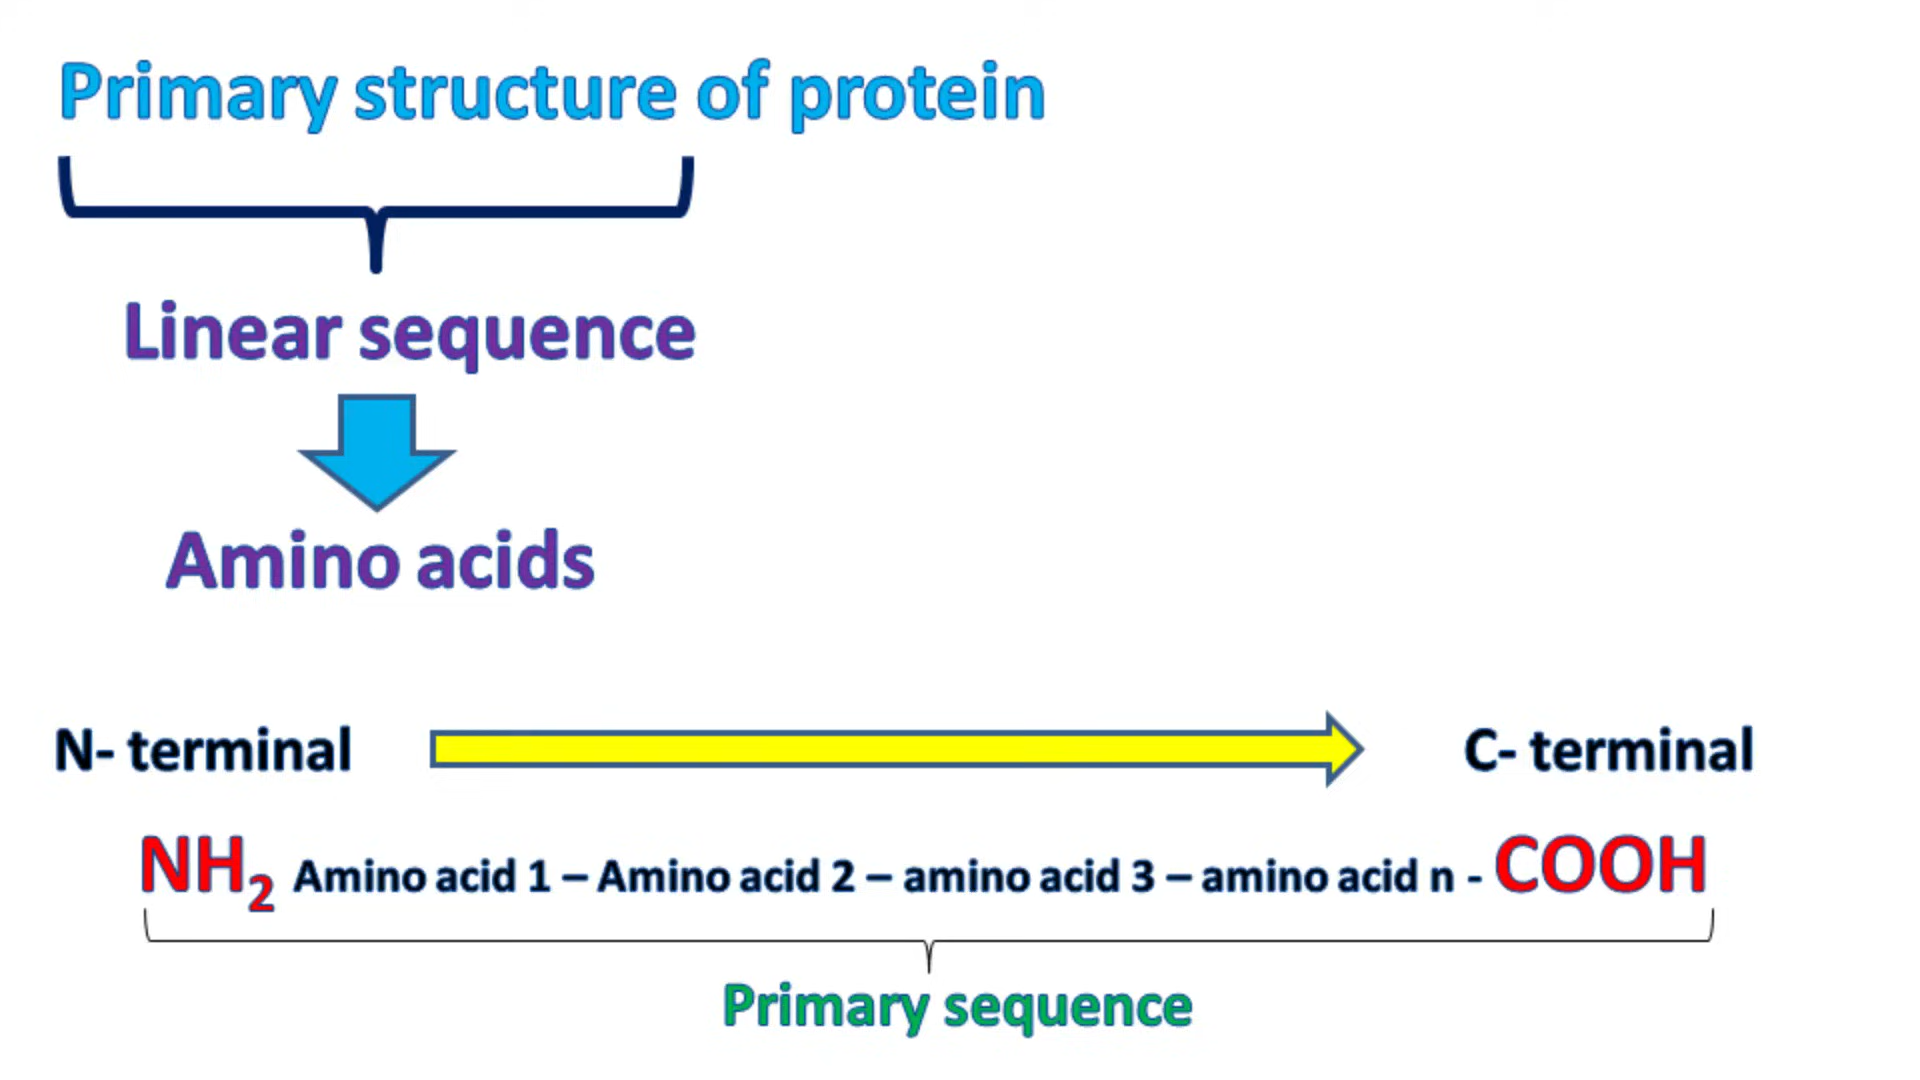 Primary structure of protein
Linear sequence
Amino acids
N- terminal C- terminal
NH₂ Amino acid 1 – Amino acid 2 – amino acid 3 – amino acid n - COOH
Primary sequence